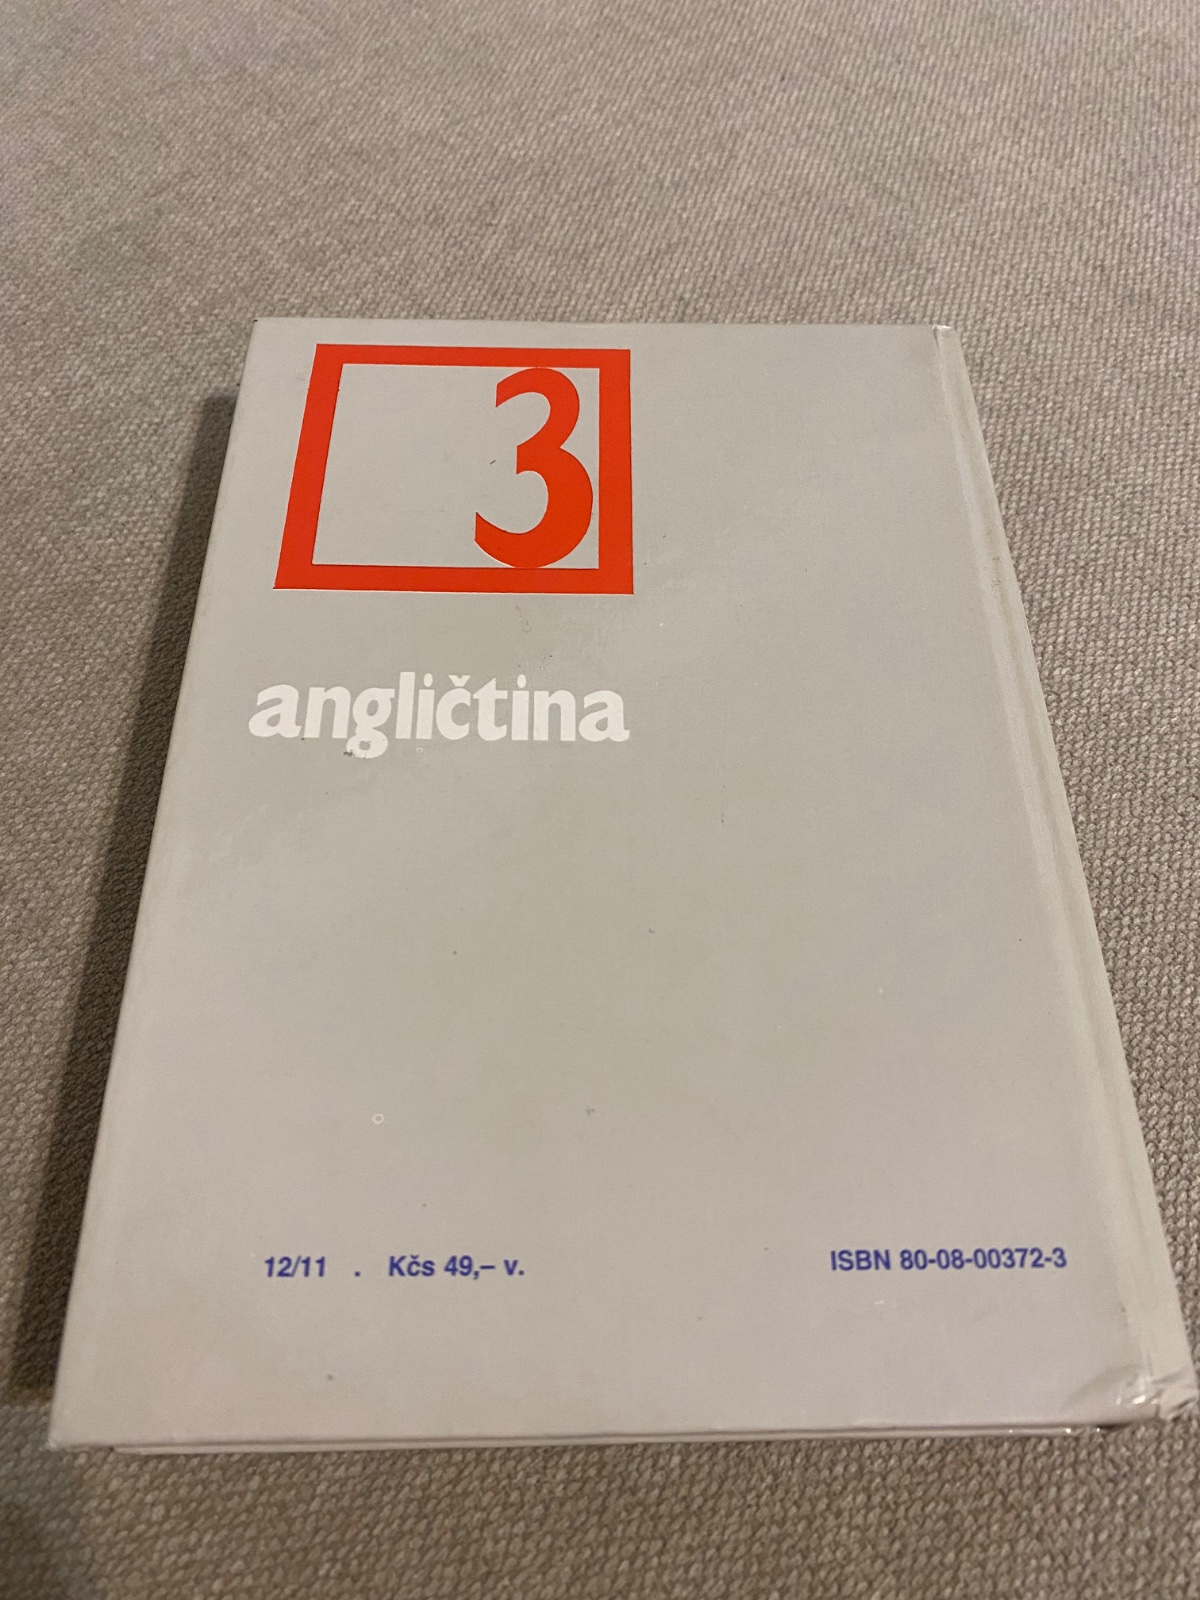 3
angličtina
12/11 . Kčs 49,– v.
ISBN 80-08-00372-3